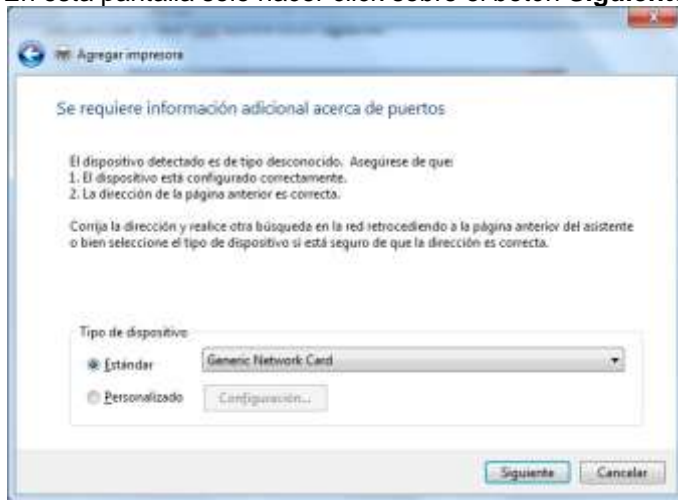 En esta pantalla solo hacer click sobre el botón Siguiente
Agregar impresora
Se requiere información adicional acerca de puertos
El dispositivo detectado es de tipo desconocido. Asegúrese de que:
1. El dispositivo está configurado correctamente.
2. La dirección de la página anterior es correcta.
Corrija la dirección y realice otra búsqueda en la red retrocediendo a la página anterior del asistente
o bien seleccione el tipo de dispositivo si está seguro de que la dirección es correcta.
Tipo de dispositivo
Estándar
Generic Network Card
Personalizado
Configuración...
Siguiente
Cancelar